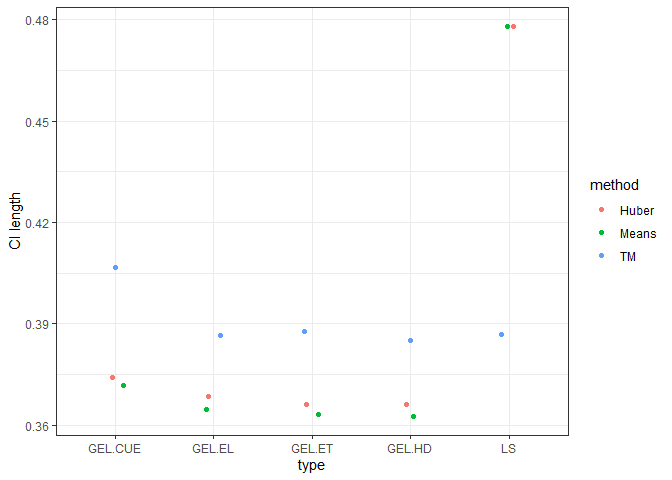 0.48
0.45
0.42
0.39
0.36
CI length
GEL.CUE
GEL.EL
GEL.ET
GEL.HD
LS
type
method
Huber
Means
TM